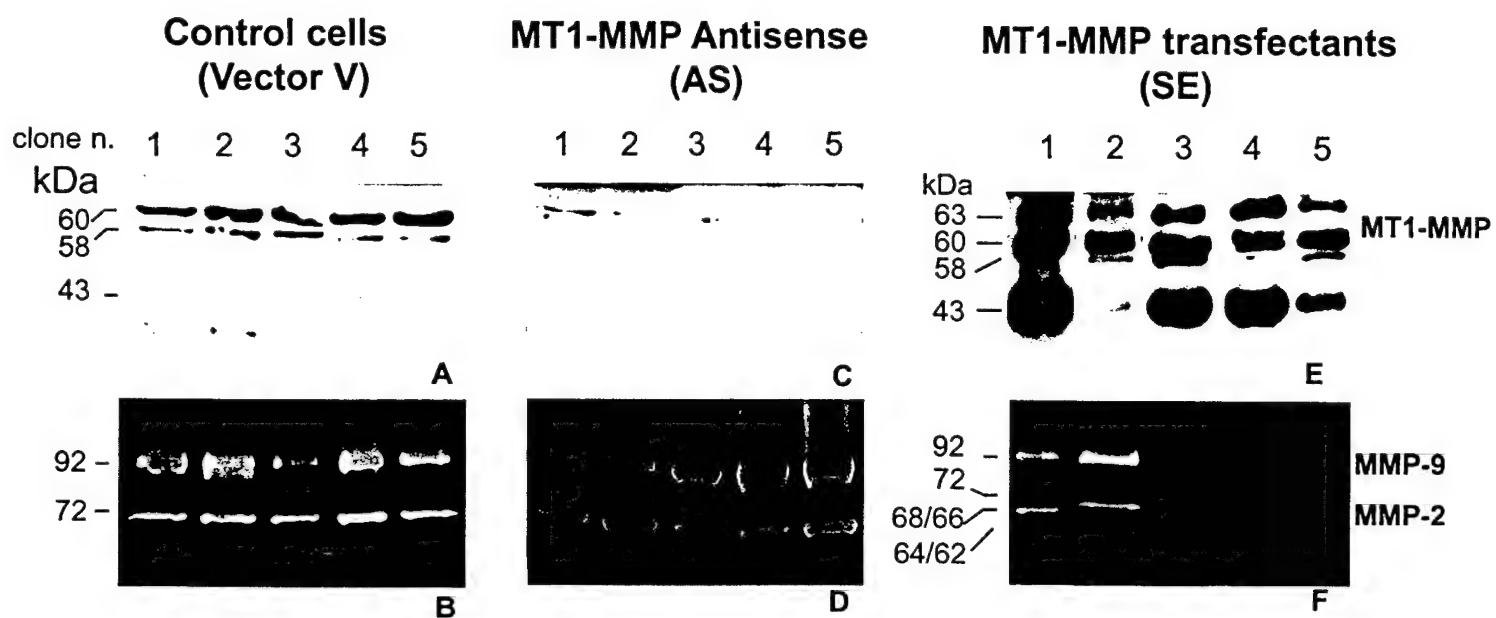 Control cells
(Vector V)
MT1-MMP Antisense
(AS)
MT1-MMP transfectants
(SE)
clone n. 1 2 3 4 5
1 2 3 4 5
1 2 3 4 5
kDa
60
58
43
A
C
kDa
63
60
58
43
MT1-MMP
E
92
72
B
D
92
72
68/66
64/62
MMP-9
MMP-2
F